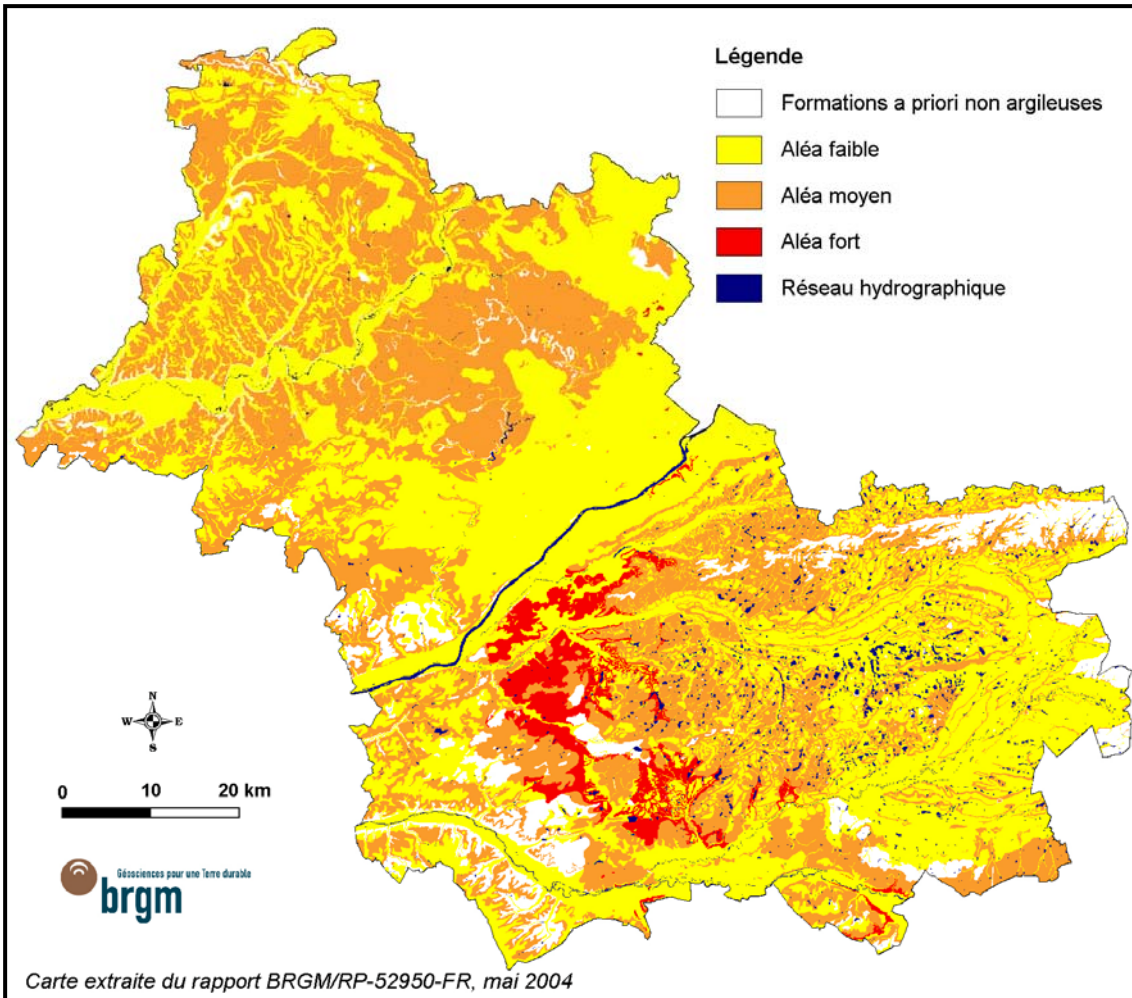 Légende
Formations a priori non argileuses
Aléa faible
Aléa moyen
Aléa fort
Réseau hydrographique
N
W E
S
0 10 20 km
Géosciences pour une Terre durable
brgm
Carte extraite du rapport BRGM/RP-52950-FR, mai 2004